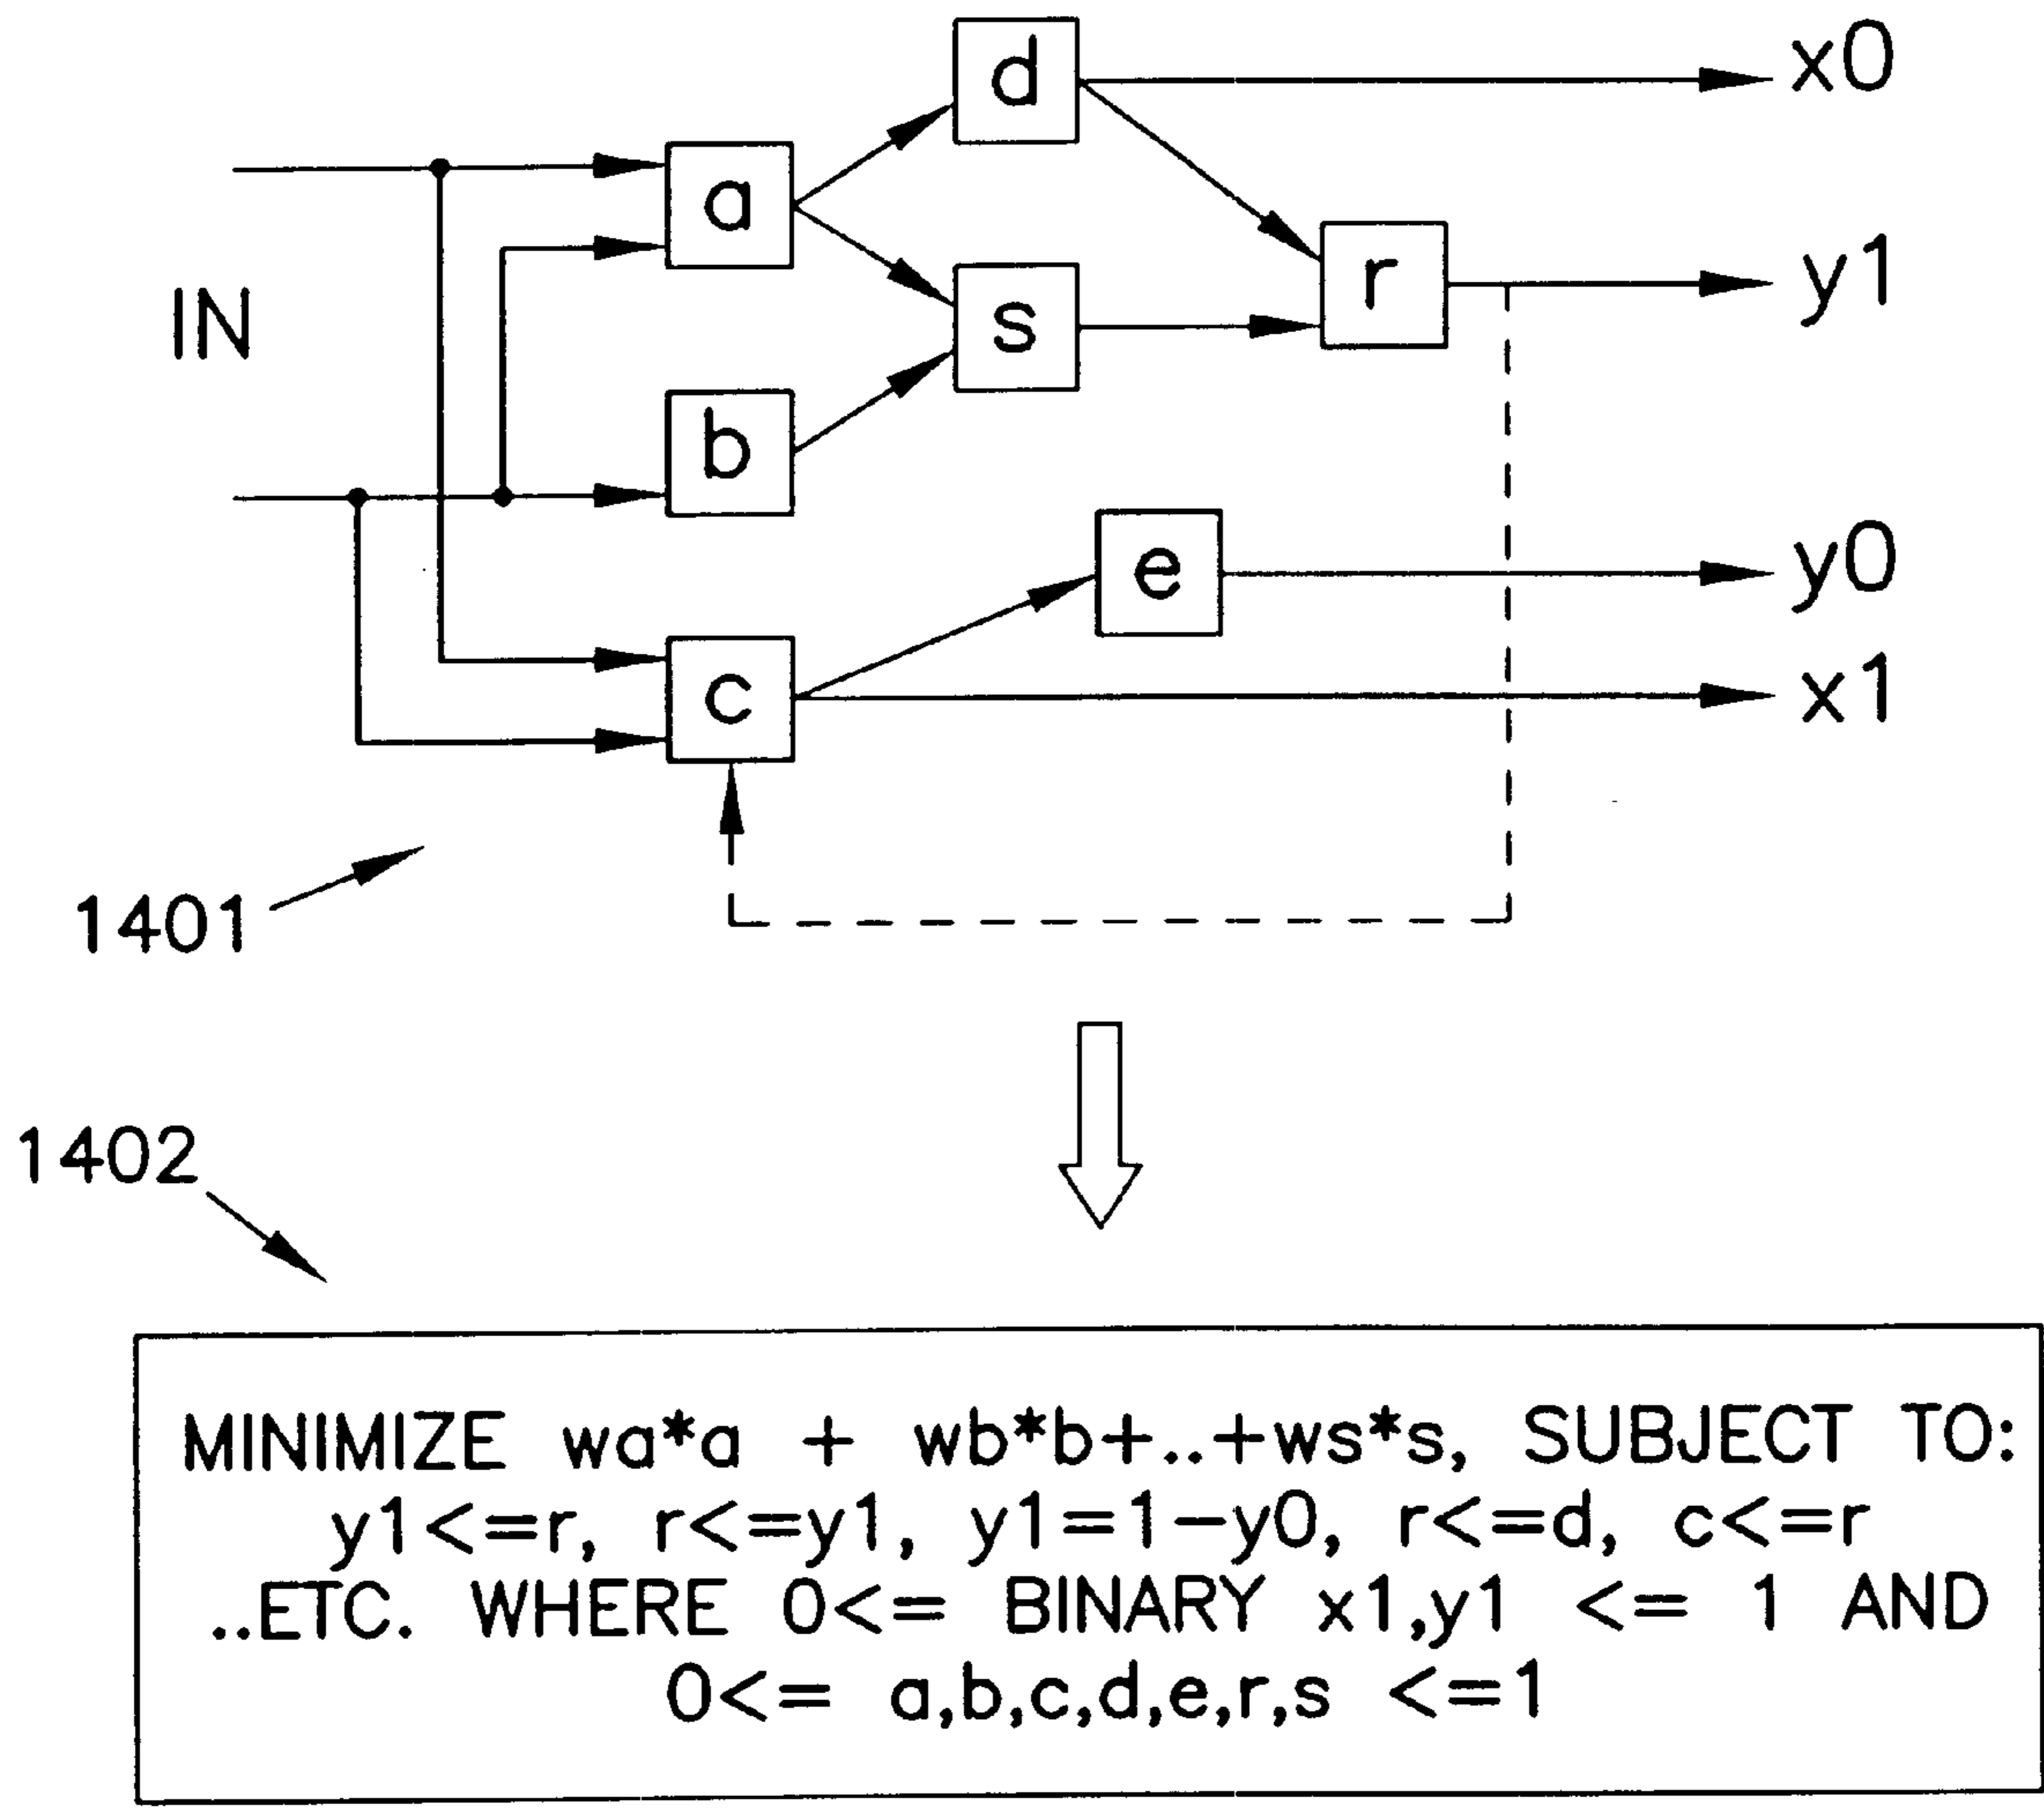 d
x0
a
IN
s
r
y1
b
e
y0
c
x1
1401
1402
MINIMIZE wa*a + wb*b+..+ws*s, SUBJECT TO:
y1<=r, r<=y1, y1=1-y0, r<=d, c<=r
..ETC. WHERE 0<= BINARY x1,y1 <= 1 AND
0<= a,b,c,d,e,r,s <=1